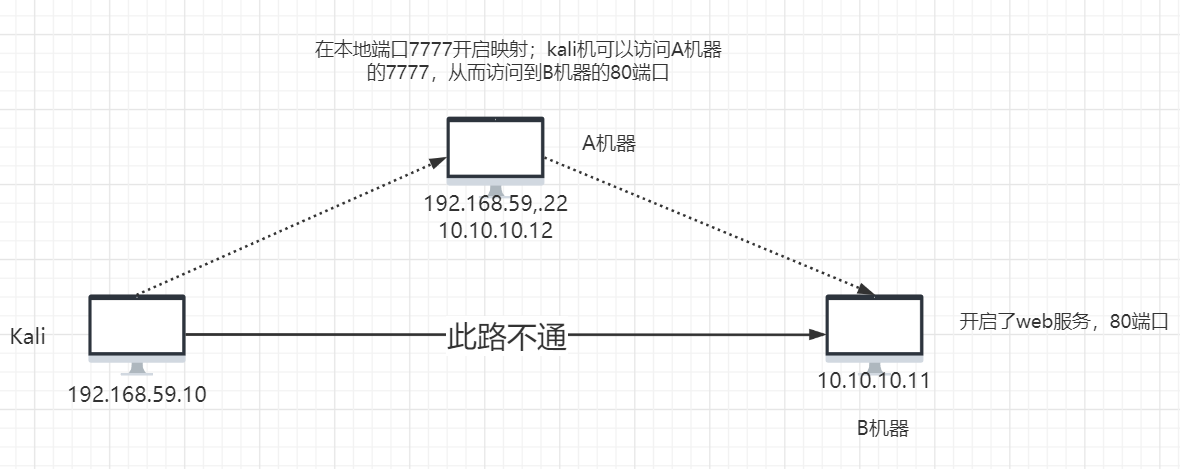 在本地端口7777开启映射；kali机可以访问A机器
的7777，从而访问到B机器的80端口
A机器
192.168.59,.22
10.10.10.12
Kali
192.168.59.10
此路不通
开启了web服务，80端口
10.10.10.11
B机器